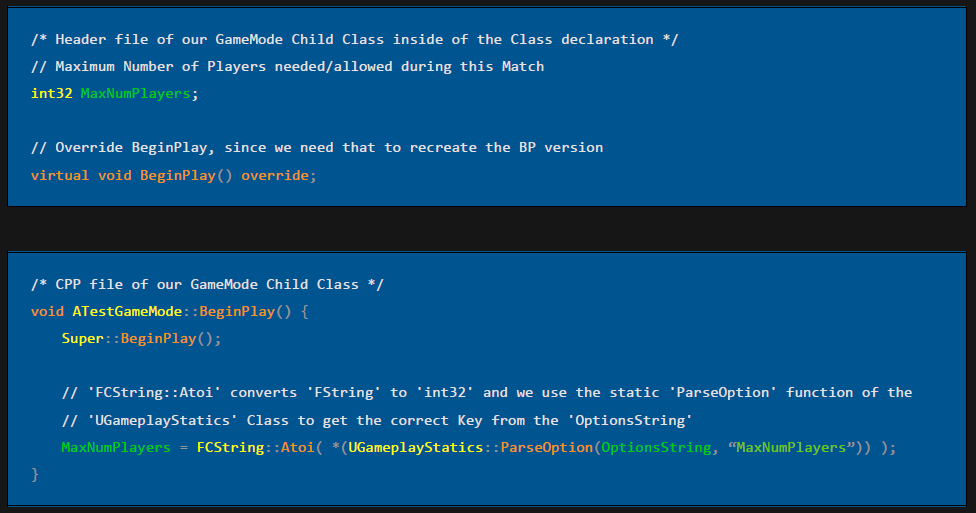 /* Header file of our GameMode Child Class inside of the Class declaration */
// Maximum Number of Players needed/allowed during this Match
int32 MaxNumPlayers;
// Override BeginPlay, since we need that to recreate the BP version
virtual void BeginPlay() override;
/* CPP file of our GameMode Child Class */
void ATestGameMode::BeginPlay() {
Super::BeginPlay();
// 'FCString::Atoi' converts 'FString' to 'int32' and we use the static 'ParseOption' function of the
// 'UGameplayStatics' Class to get the correct Key from the 'OptionsString'
MaxNumPlayers = FCString::Atoi( *(UGameplayStatics::ParseOption(OptionsString, “MaxNumPlayers”)) );
}